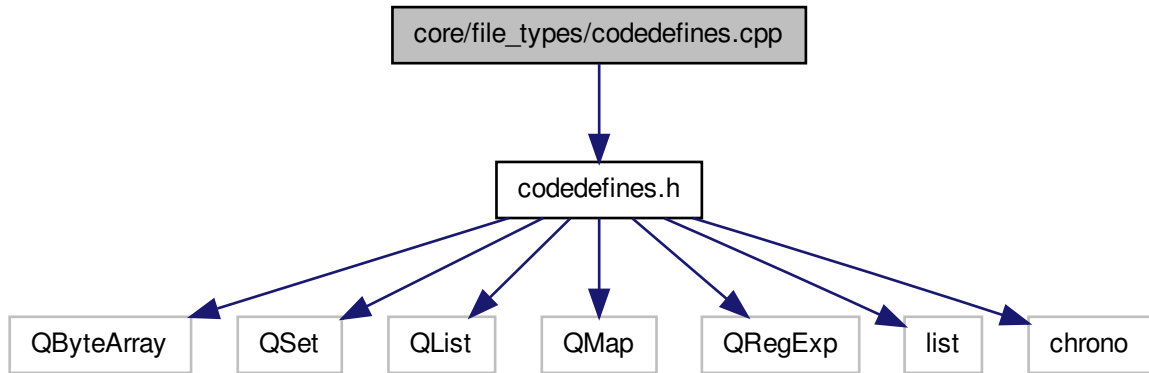 core/file_types/codedefines.cpp
codedefines.h
QByteArray
QSet
QList
QMap
QRegExp
list
chrono